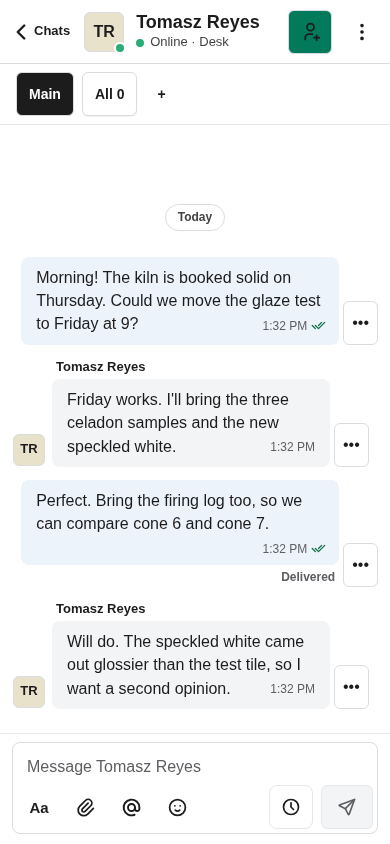 Chats
TR
Tomasz Reyes
Online · Desk
Main
All 0
+
Today
Morning! The kiln is booked solid on
Thursday. Could we move the glaze test
to Friday at 9?
1:32 PM
•••
Tomasz Reyes
Friday works. I'll bring the three
celadon samples and the new
speckled white.
1:32 PM
TR
•••
Perfect. Bring the firing log too, so we
can compare cone 6 and cone 7.
1:32 PM
•••
Delivered
Tomasz Reyes
Will do. The speckled white came
out glossier than the test tile, so I
want a second opinion.
1:32 PM
TR
•••
Message Tomasz Reyes
Aa